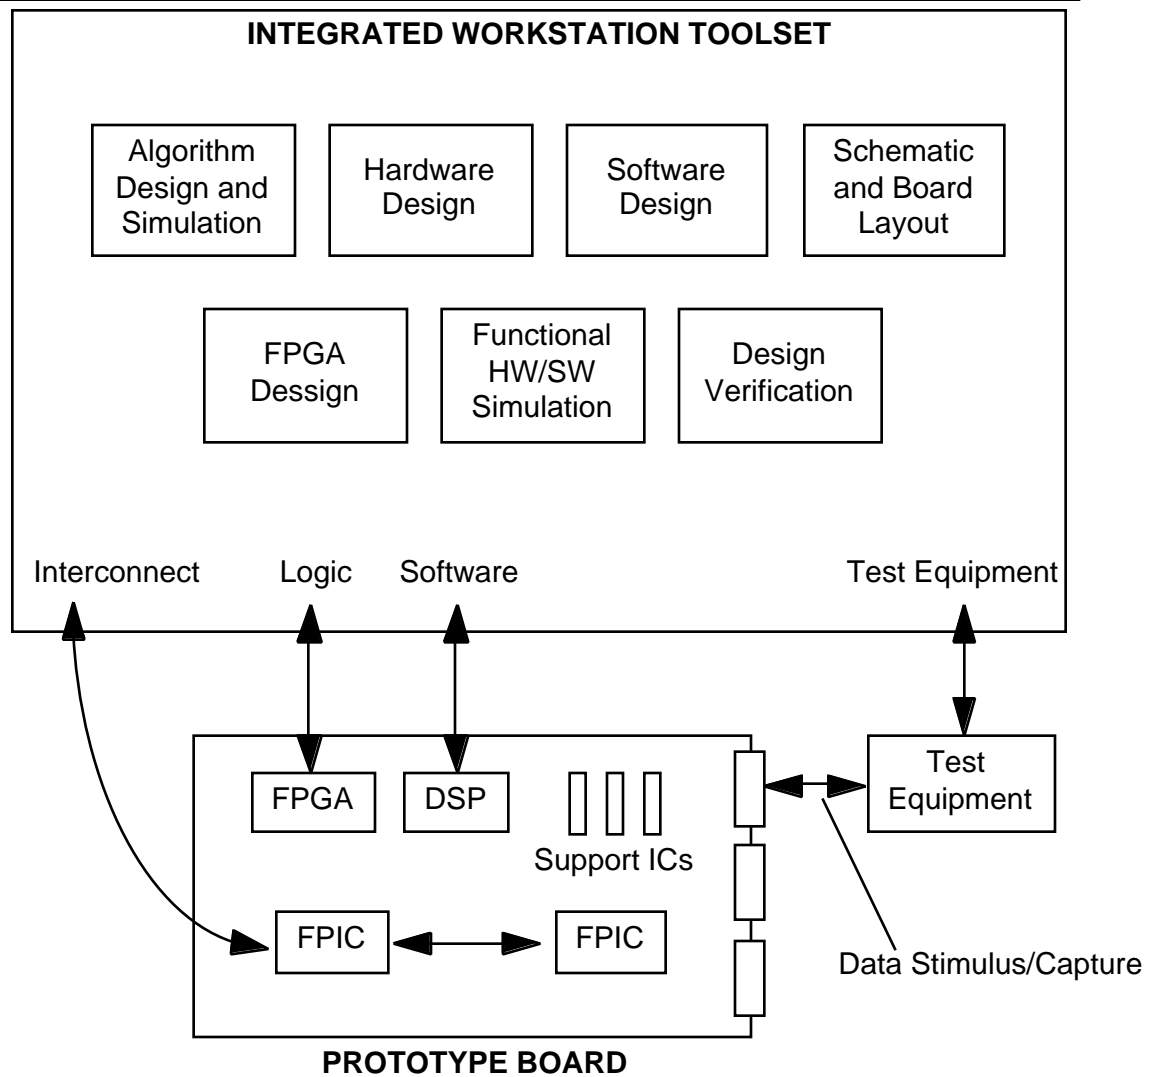 INTEGRATED WORKSTATION TOOLSET
Algorithm
Design and
Simulation
Hardware
Design
Software
Design
Schematic
and Board
Layout
FPGA
Dessign
Functional
HW/SW
Simulation
Design
Verification
Interconnect
Logic
Software
Test Equipment
FPGA
DSP
Support ICs
Test
Equipment
FPIC
FPIC
Data Stimulus/Capture
PROTOTYPE BOARD